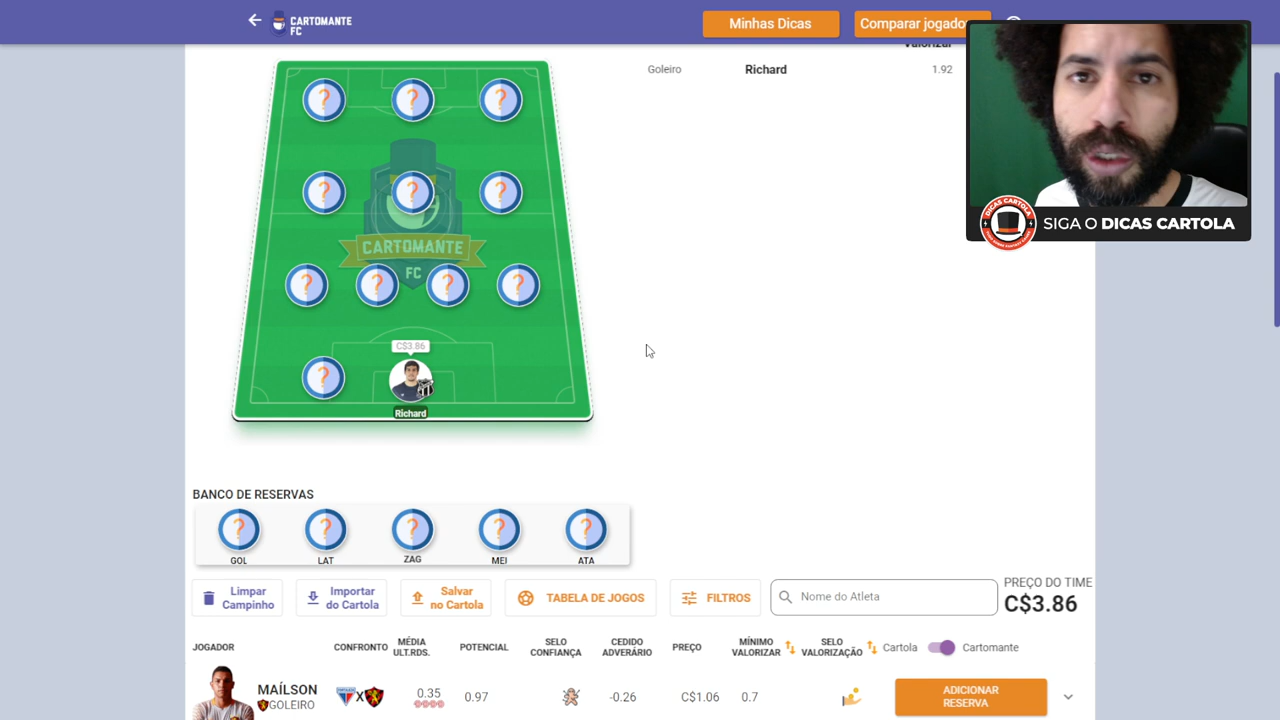 CARTOMANTE
FC
Minhas Dicas
Comparar jogado
Valorizar
Goleiro
Richard
1.92
CARTOMANTE
FC
C$3.86
Richard
DICAS CARTOLA
SIGA O DICAS CARTOLA
BANCO DE RESERVAS
GOL
LAT
ZAG
MEI
ATA
Limpar
Campinho
Importar
do Cartola
Salvar
no Cartola
TABELA DE JOGOS
FILTROS
Nome do Atleta
PREÇO DO TIME
C$3.86
JOGADOR
CONFRONTO
MÉDIA
ULT.RDS.
POTENCIAL
SELO
CONFIANÇA
CEDIDO
ADVERÁRIO
PREÇO
MÍNIMO
VALORIZAR
SELO
VALORIZAÇÃO
Cartola
Cartomante
MAÍLSON
GOLEIRO
X
0.35
0.97
-0.26
C$1.06
0.7
ADICIONAR
RESERVA